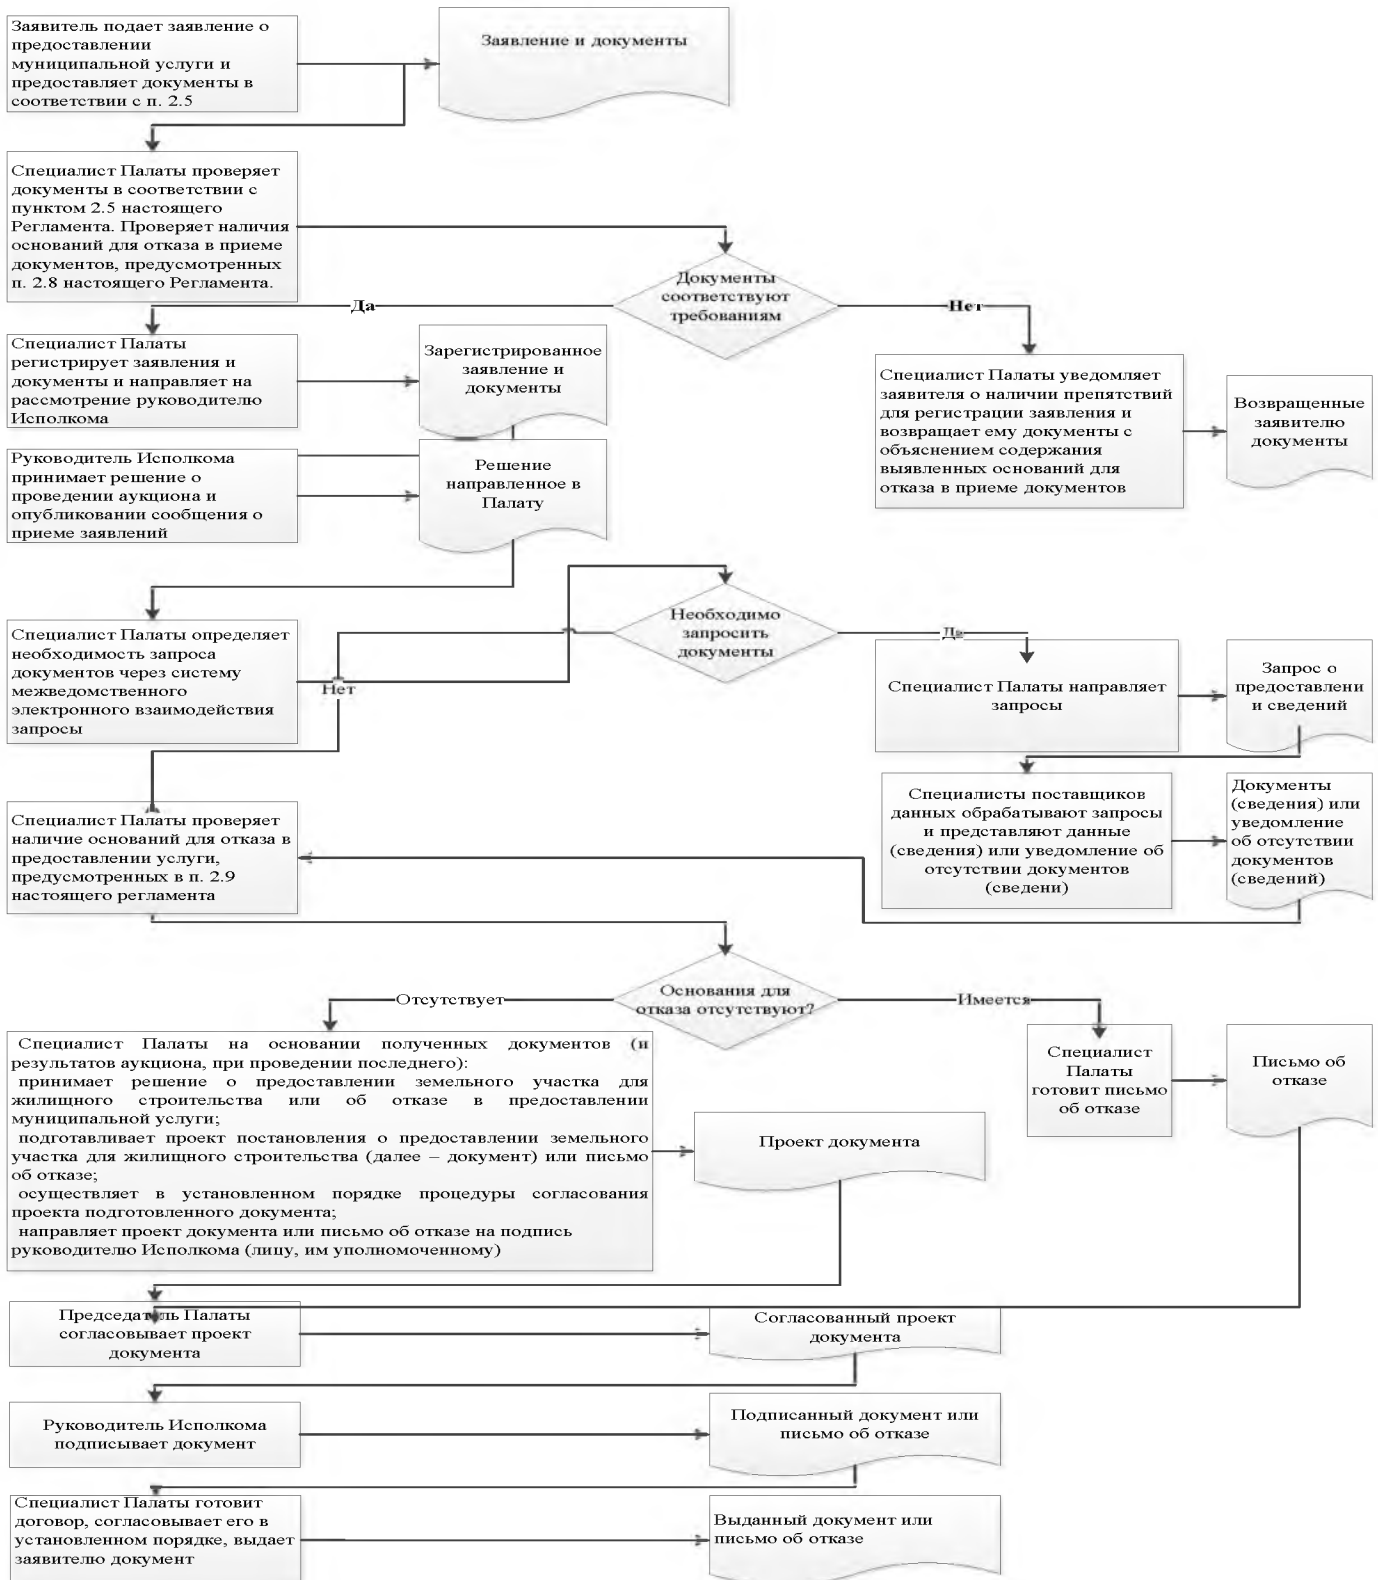 Заявитель подает заявление о
предоставлении
муниципальной услуги и
предоставляет документы в
соответствии с п. 2.5
Заявление и документы
Специалист Палаты проверяет
документы в соответствии с
пунктом 2.5 настоящего
Регламента. Проверяет наличия
оснований для отказа в приеме
документов, предусмотренных
п. 2.8 настоящего Регламента.
Документы
соответствуют
требованиям
Да
Нет
Специалист Палаты
регистрирует заявления и
документы и направляет на
рассмотрение руководителю
Исполкома
Зарегистрированное
заявление и
документы
Специалист Палаты уведомляет
заявителя о наличии препятствий
для регистрации заявления и
возвращает ему документы с
объяснением содержания
выявленных оснований для
отказа в приеме документов
Возвращенные
заявителю
документы
Руководитель Исполкома
принимает решение о
проведении аукциона и
опубликовании сообщения о
приеме заявлений
Решение
направленное в
Палату
Необходимо
запросить
документы
Да
Нет
Специалист Палаты определяет
необходимость запроса
документов через систему
межведомственного
электронного взаимодействия
запросы
Специалист Палаты направляет
запросы
Запрос о
предоставлени
и сведений
Специалисты поставщиков
данных обрабатывают запросы
и представляют данные
(сведения) или уведомление об
отсутствии документов
(сведени)
Документы
(сведения) или
уведомление
об отсутствии
документов
(сведений)
Специалист Палаты проверяет
наличие оснований для отказа в
предоставлении услуги,
предусмотренных в п. 2.9
настоящего регламента
Основания для
отказа отсутствуют?
Отсутствует
Имеется
Специалист Палаты на основании полученных документов (и
результатов аукциона, при проведении последнего):
принимает решение о предоставлении земельного участка для
жилищного строительства или об отказе в предоставлении
муниципальной услуги;
подготавливает проект постановления о предоставлении земельного
участка для жилищного строительства (далее – документ) или письмо
об отказе;
осуществляет в установленном порядке процедуры согласования
проекта подготовленного документа;
направляет проект документа или письмо об отказе на подпись
руководителю Исполкома (лицу, им уполномоченному)
Проект документа
Специалист
Палаты
готовит письмо
об отказе
Письмо об
отказе
Председатель Палаты
согласовывает проект
документа
Согласованный проект
документа
Руководитель Исполкома
подписывает документ
Подписанный документ или
письмо об отказе
Специалист Палаты готовит
договор, согласовывает его в
установленном порядке, выдает
заявителю документ
Выданный документ или
письмо об отказе